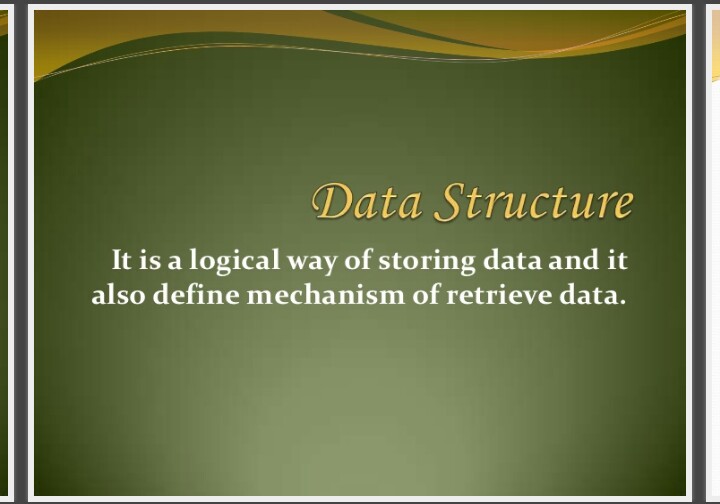 Data Structure
It is a logical way of storing data and it
also define mechanism of retrieve data.